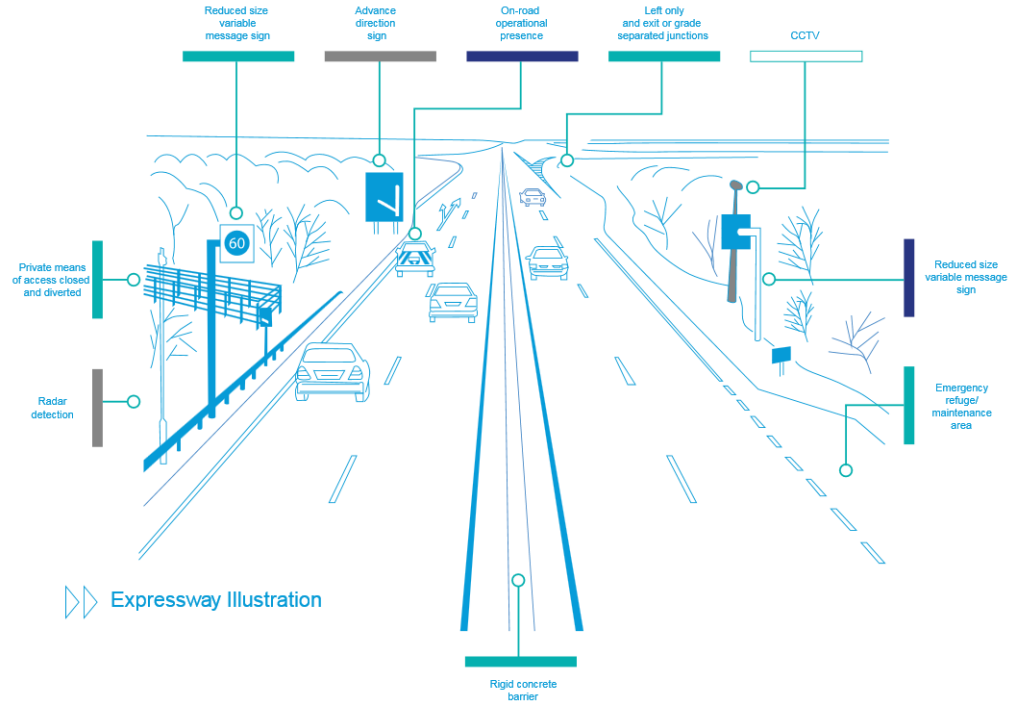 Reduced size
variable
message sign
Advance
direction
sign
On-road
operational
presence
Left only
and exit or grade
separated junctions
CCTV
60
Private means
of access closed
and diverted
Reduced size
variable message
sign
Radar
detection
Emergency
refuge/
maintenance
area
Expressway Illustration
Rigid concrete
barrier